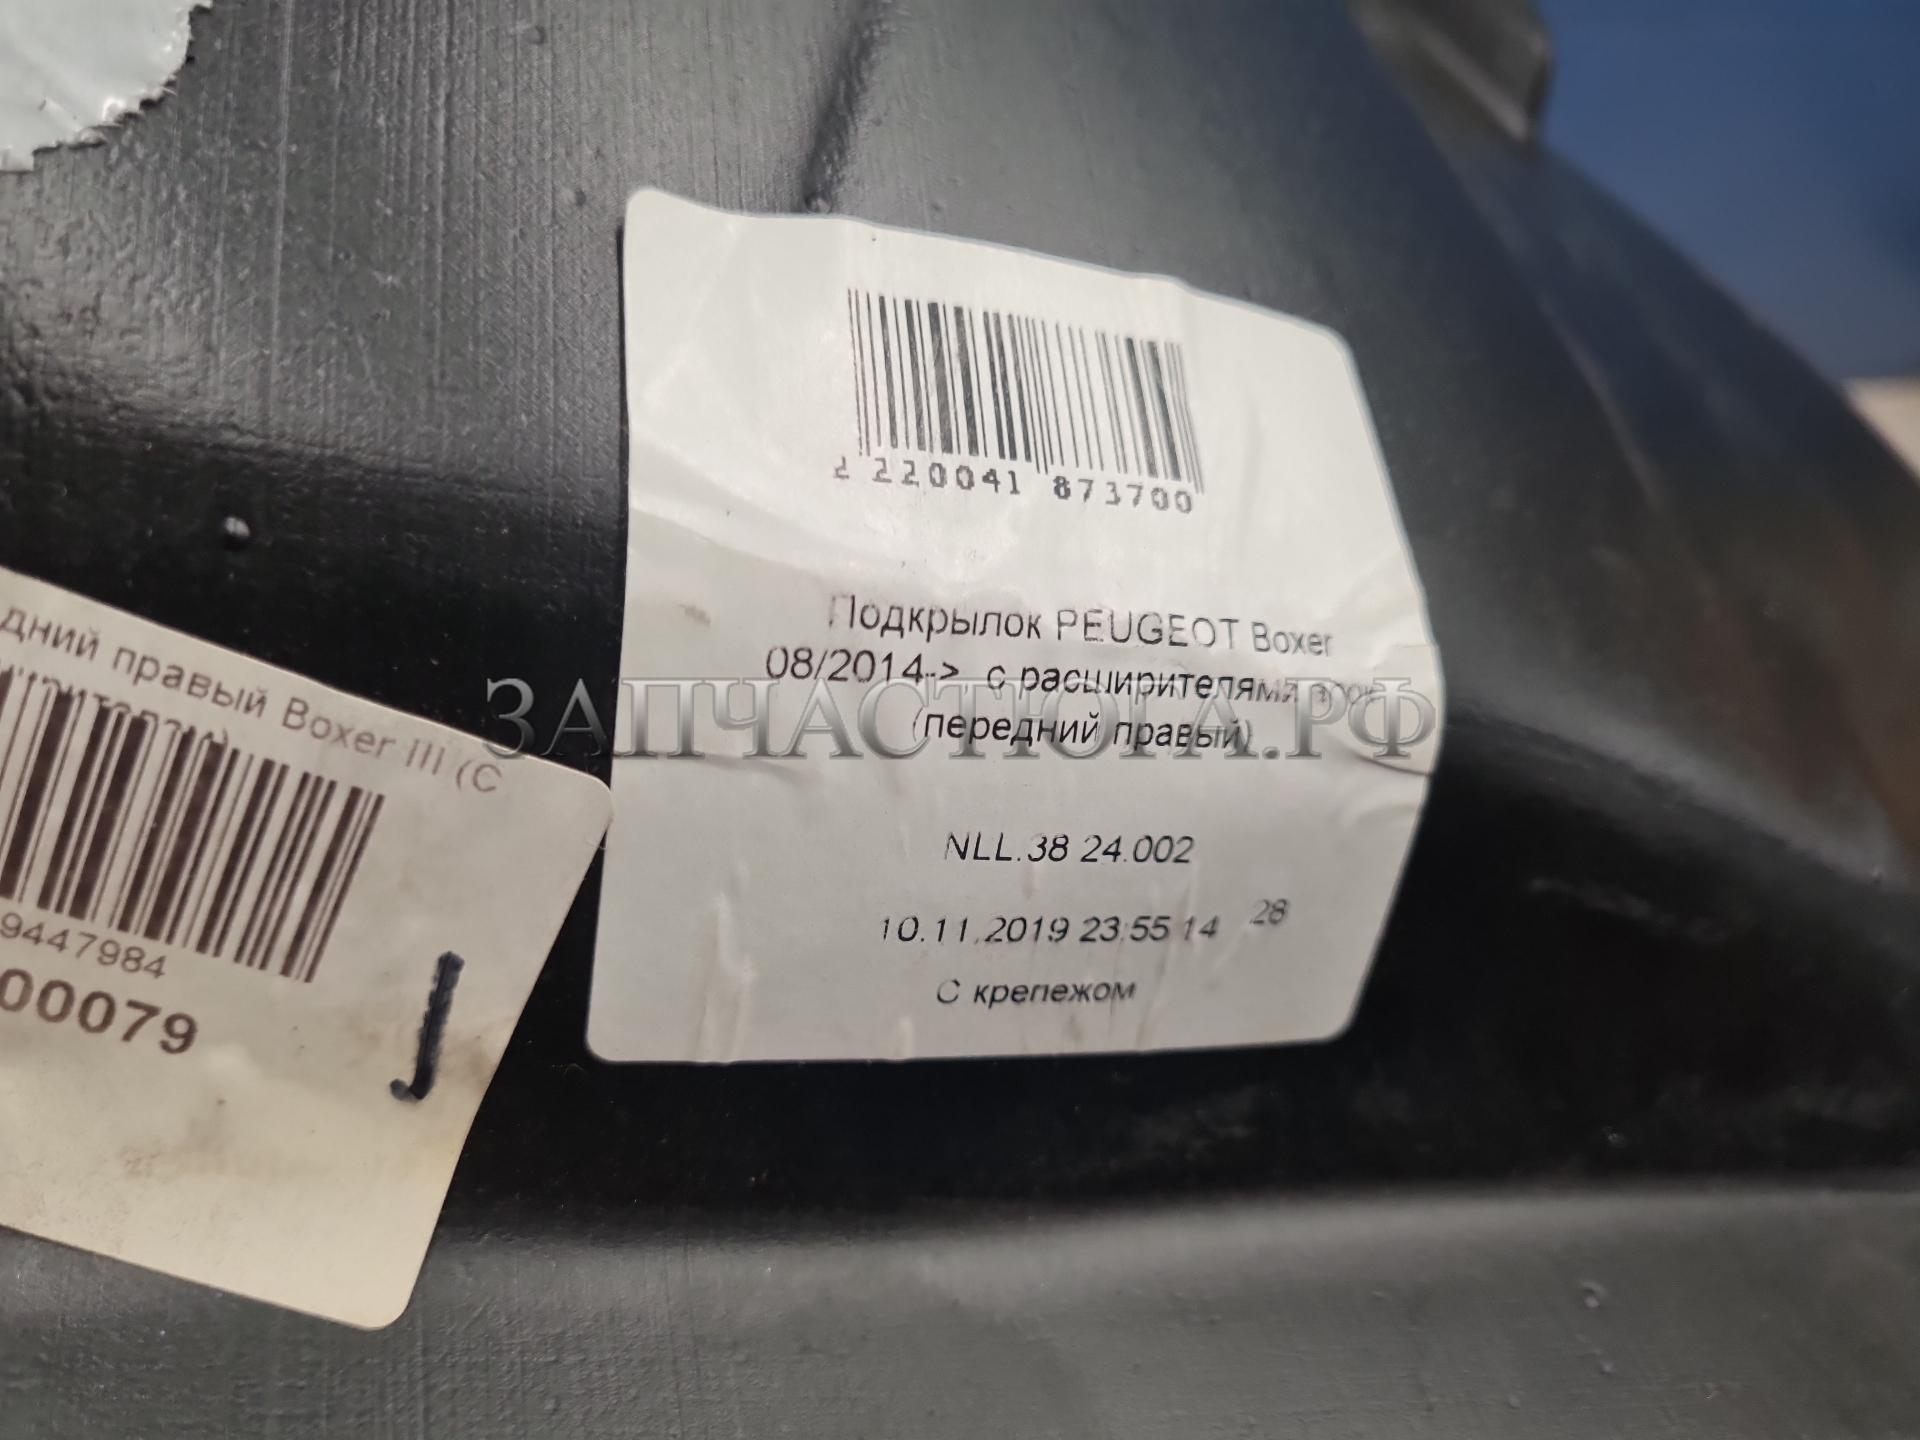 2 220041 873700
Подкрылок PEUGEOT Boxer
08/2014-> с расширителями арок
(передний правый)
NLL.38 24.002
10.11.2019 23:55 14 28
С крепежом
ЗАПЧАСТЮГА.РФ
дний правый Boxer III (С
9447984
00079